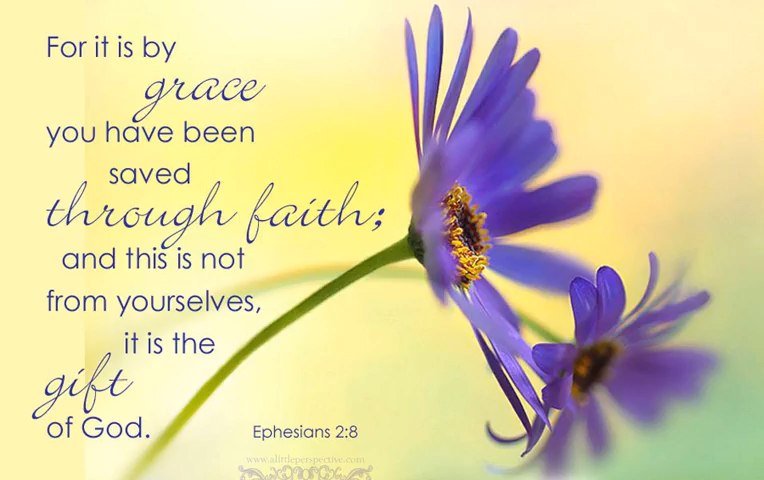 For it is by
grace
you have been
saved
through faith;
and this is not
from yourselves,
it is the
gift
of God.
Ephesians 2:8
www.alittleperspective.com